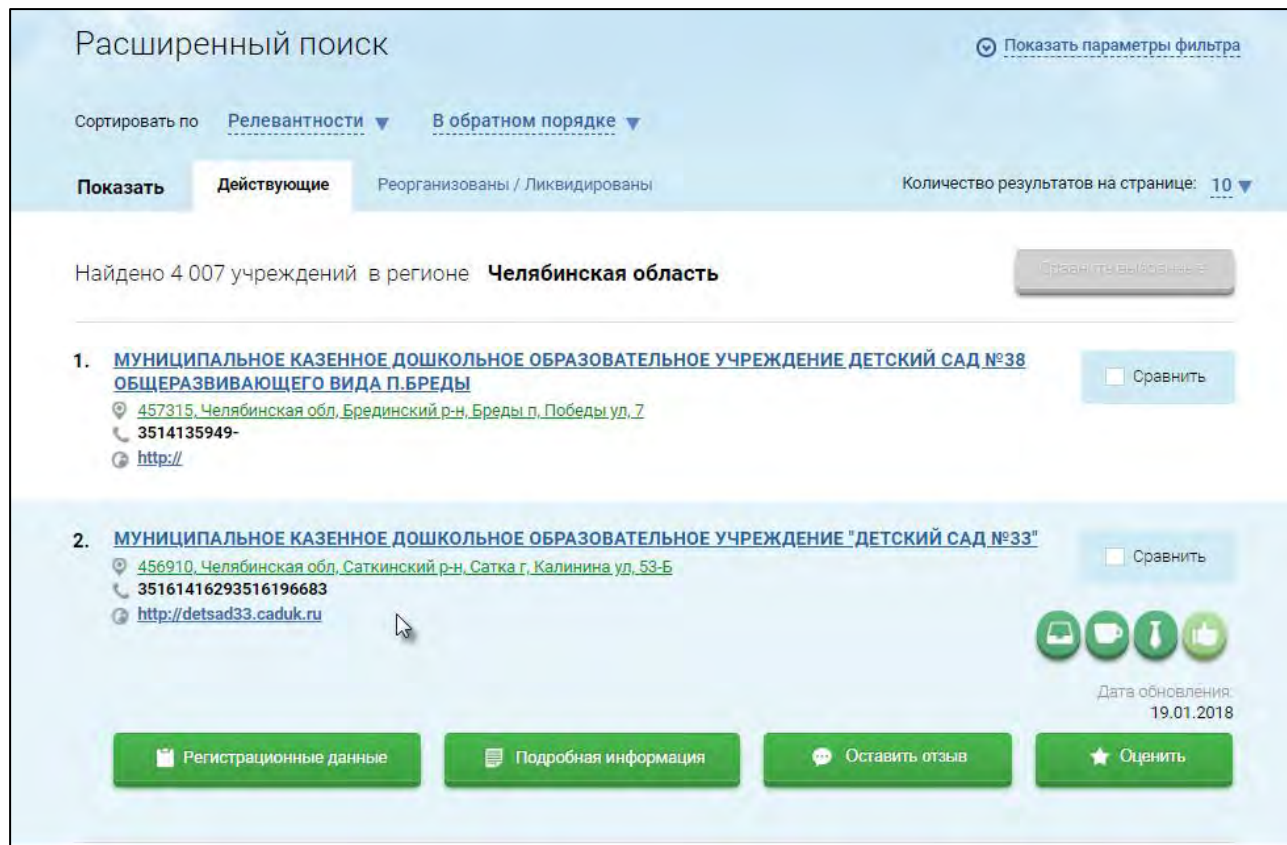 Расширенный поиск
Показать параметры фильтра
Сортировать по Релевантности В обратном порядке
Показать Действующие Реорганизованы / Ликвидированы Количество результатов на странице: 10
Найдено 4 007 учреждений в регионе Челябинская область
Сравнить выбранные
1. МУНИЦИПАЛЬНОЕ КАЗЕННОЕ ДОШКОЛЬНОЕ ОБРАЗОВАТЕЛЬНОЕ УЧРЕЖДЕНИЕ ДЕТСКИЙ САД №38
ОБЩЕРАЗВИВАЮЩЕГО ВИДА П.БРЕДЫ
Сравнить
457315, Челябинская обл, Брединский р-н, Бреды п, Победы ул, 7
3514135949-
http://
2. МУНИЦИПАЛЬНОЕ КАЗЕННОЕ ДОШКОЛЬНОЕ ОБРАЗОВАТЕЛЬНОЕ УЧРЕЖДЕНИЕ "ДЕТСКИЙ САД №33"
Сравнить
456910, Челябинская обл, Саткинский р-н, Сатка г, Калинина ул, 53-Б
35161416293516196683
http://detsad33.caduk.ru
Дата обновления:
19.01.2018
Регистрационные данные Подробная информация Оставить отзыв Оценить